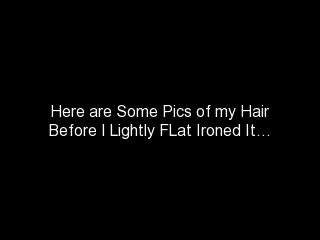 Here are Some Pics of my Hair
Before I Lightly FLat Ironed It...